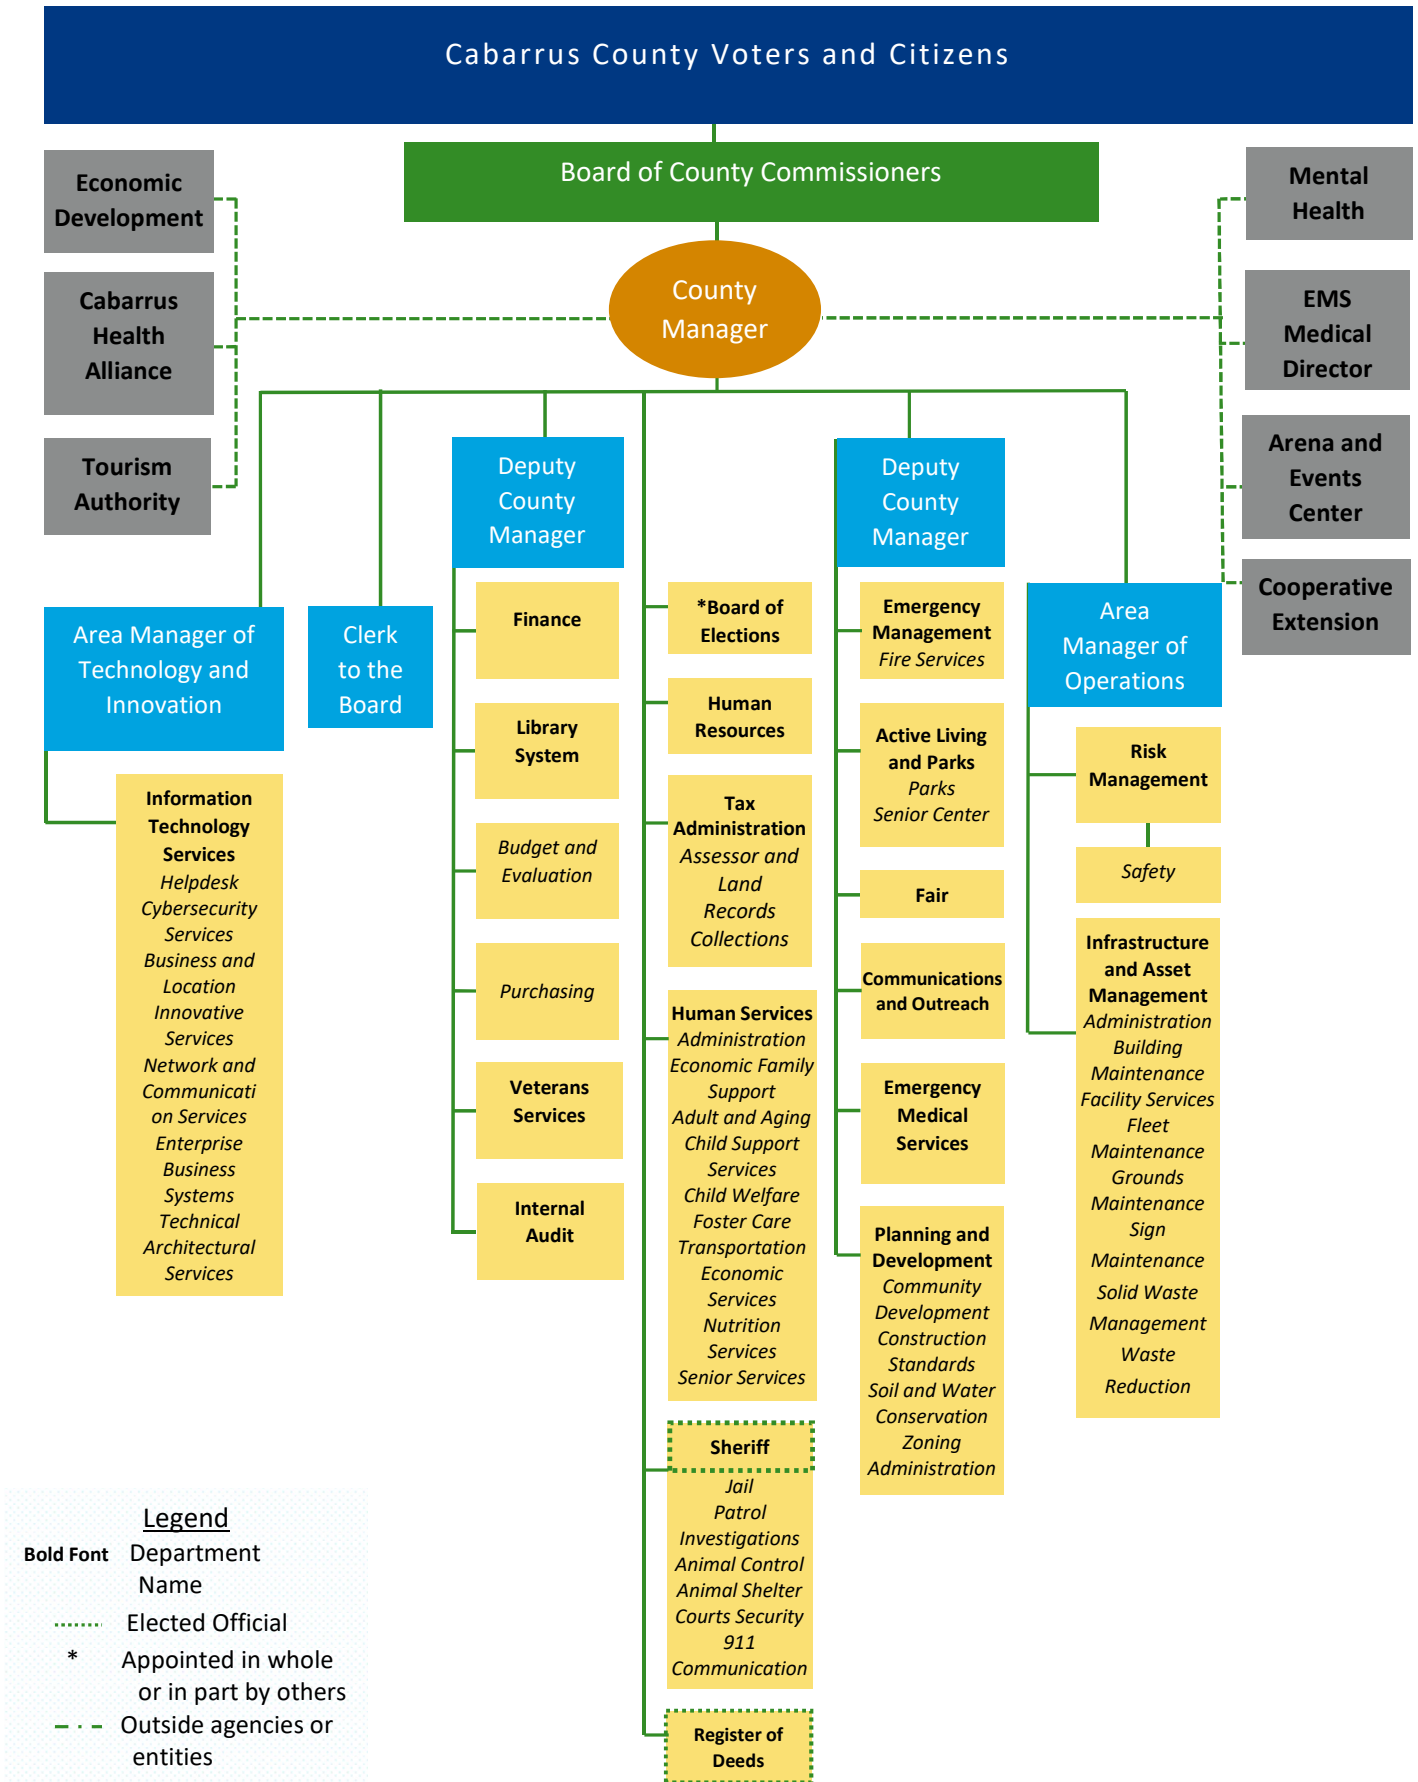 Cabarrus County Voters and Citizens
Board of County Commissioners
Economic
Development
Cabarrus
Health
Alliance
Tourism
Authority
County
Manager
Mental
Health
EMS
Medical
Director
Arena and
Events
Center
Cooperative
Extension
Area Manager of
Technology and
Innovation
Information
Technology
Services
Helpdesk
Cybersecurity
Services
Business and
Location
Innovative
Services
Network and
Communicati
on Services
Enterprise
Business
Systems
Technical
Architectural
Services
Clerk
to the
Board
Deputy
County
Manager
Finance
Library
System
Budget and
Evaluation
Purchasing
Veterans
Services
Internal
Audit
*Board of
Elections
Human
Resources
Tax
Administration
Assessor and
Land
Records
Collections
Human Services
Administration
Economic Family
Support
Adult and Aging
Child Support
Services
Child Welfare
Foster Care
Transportation
Economic
Services
Nutrition
Services
Senior Services
Sheriff
Jail
Patrol
Investigations
Animal Control
Animal Shelter
Courts Security
911
Communication
Register of
Deeds
Deputy
County
Manager
Emergency
Management
Fire Services
Active Living
and Parks
Parks
Senior Center
Fair
Communications
and Outreach
Emergency
Medical
Services
Planning and
Development
Community
Development
Construction
Standards
Soil and Water
Conservation
Zoning
Administration
Area
Manager of
Operations
Risk
Management
Safety
Infrastructure
and Asset
Management
Administration
Building
Maintenance
Facility Services
Fleet
Maintenance
Grounds
Maintenance
Sign
Maintenance
Solid Waste
Management
Waste
Reduction
Legend
Bold Font Department
Name
Elected Official
* Appointed in whole
or in part by others
Outside agencies or
entities